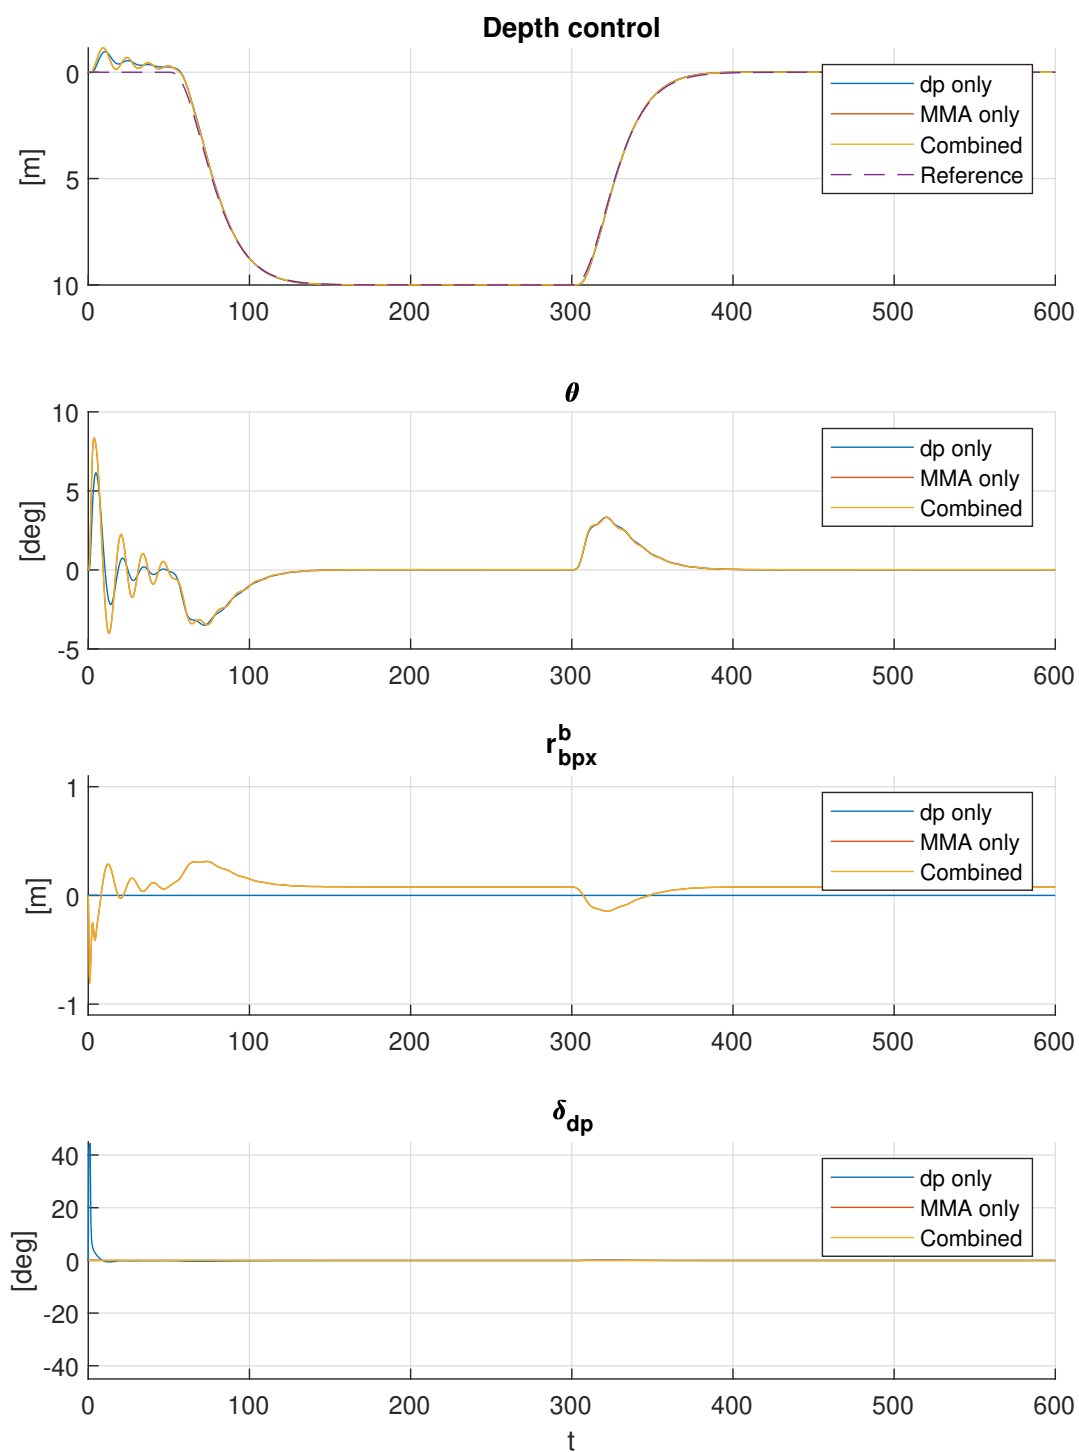 Depth control
0
5
10
[m]
dp only
MMA only
Combined
Reference
0 100 200 300 400 500 600
θ
10
5
0
-5
[deg]
dp only
MMA only
Combined
0 100 200 300 400 500 600
r^b_bpx
1
0
-1
[m]
dp only
MMA only
Combined
0 100 200 300 400 500 600
δ_dp
40
20
0
-20
-40
[deg]
dp only
MMA only
Combined
0 100 200 300 400 500 600
t